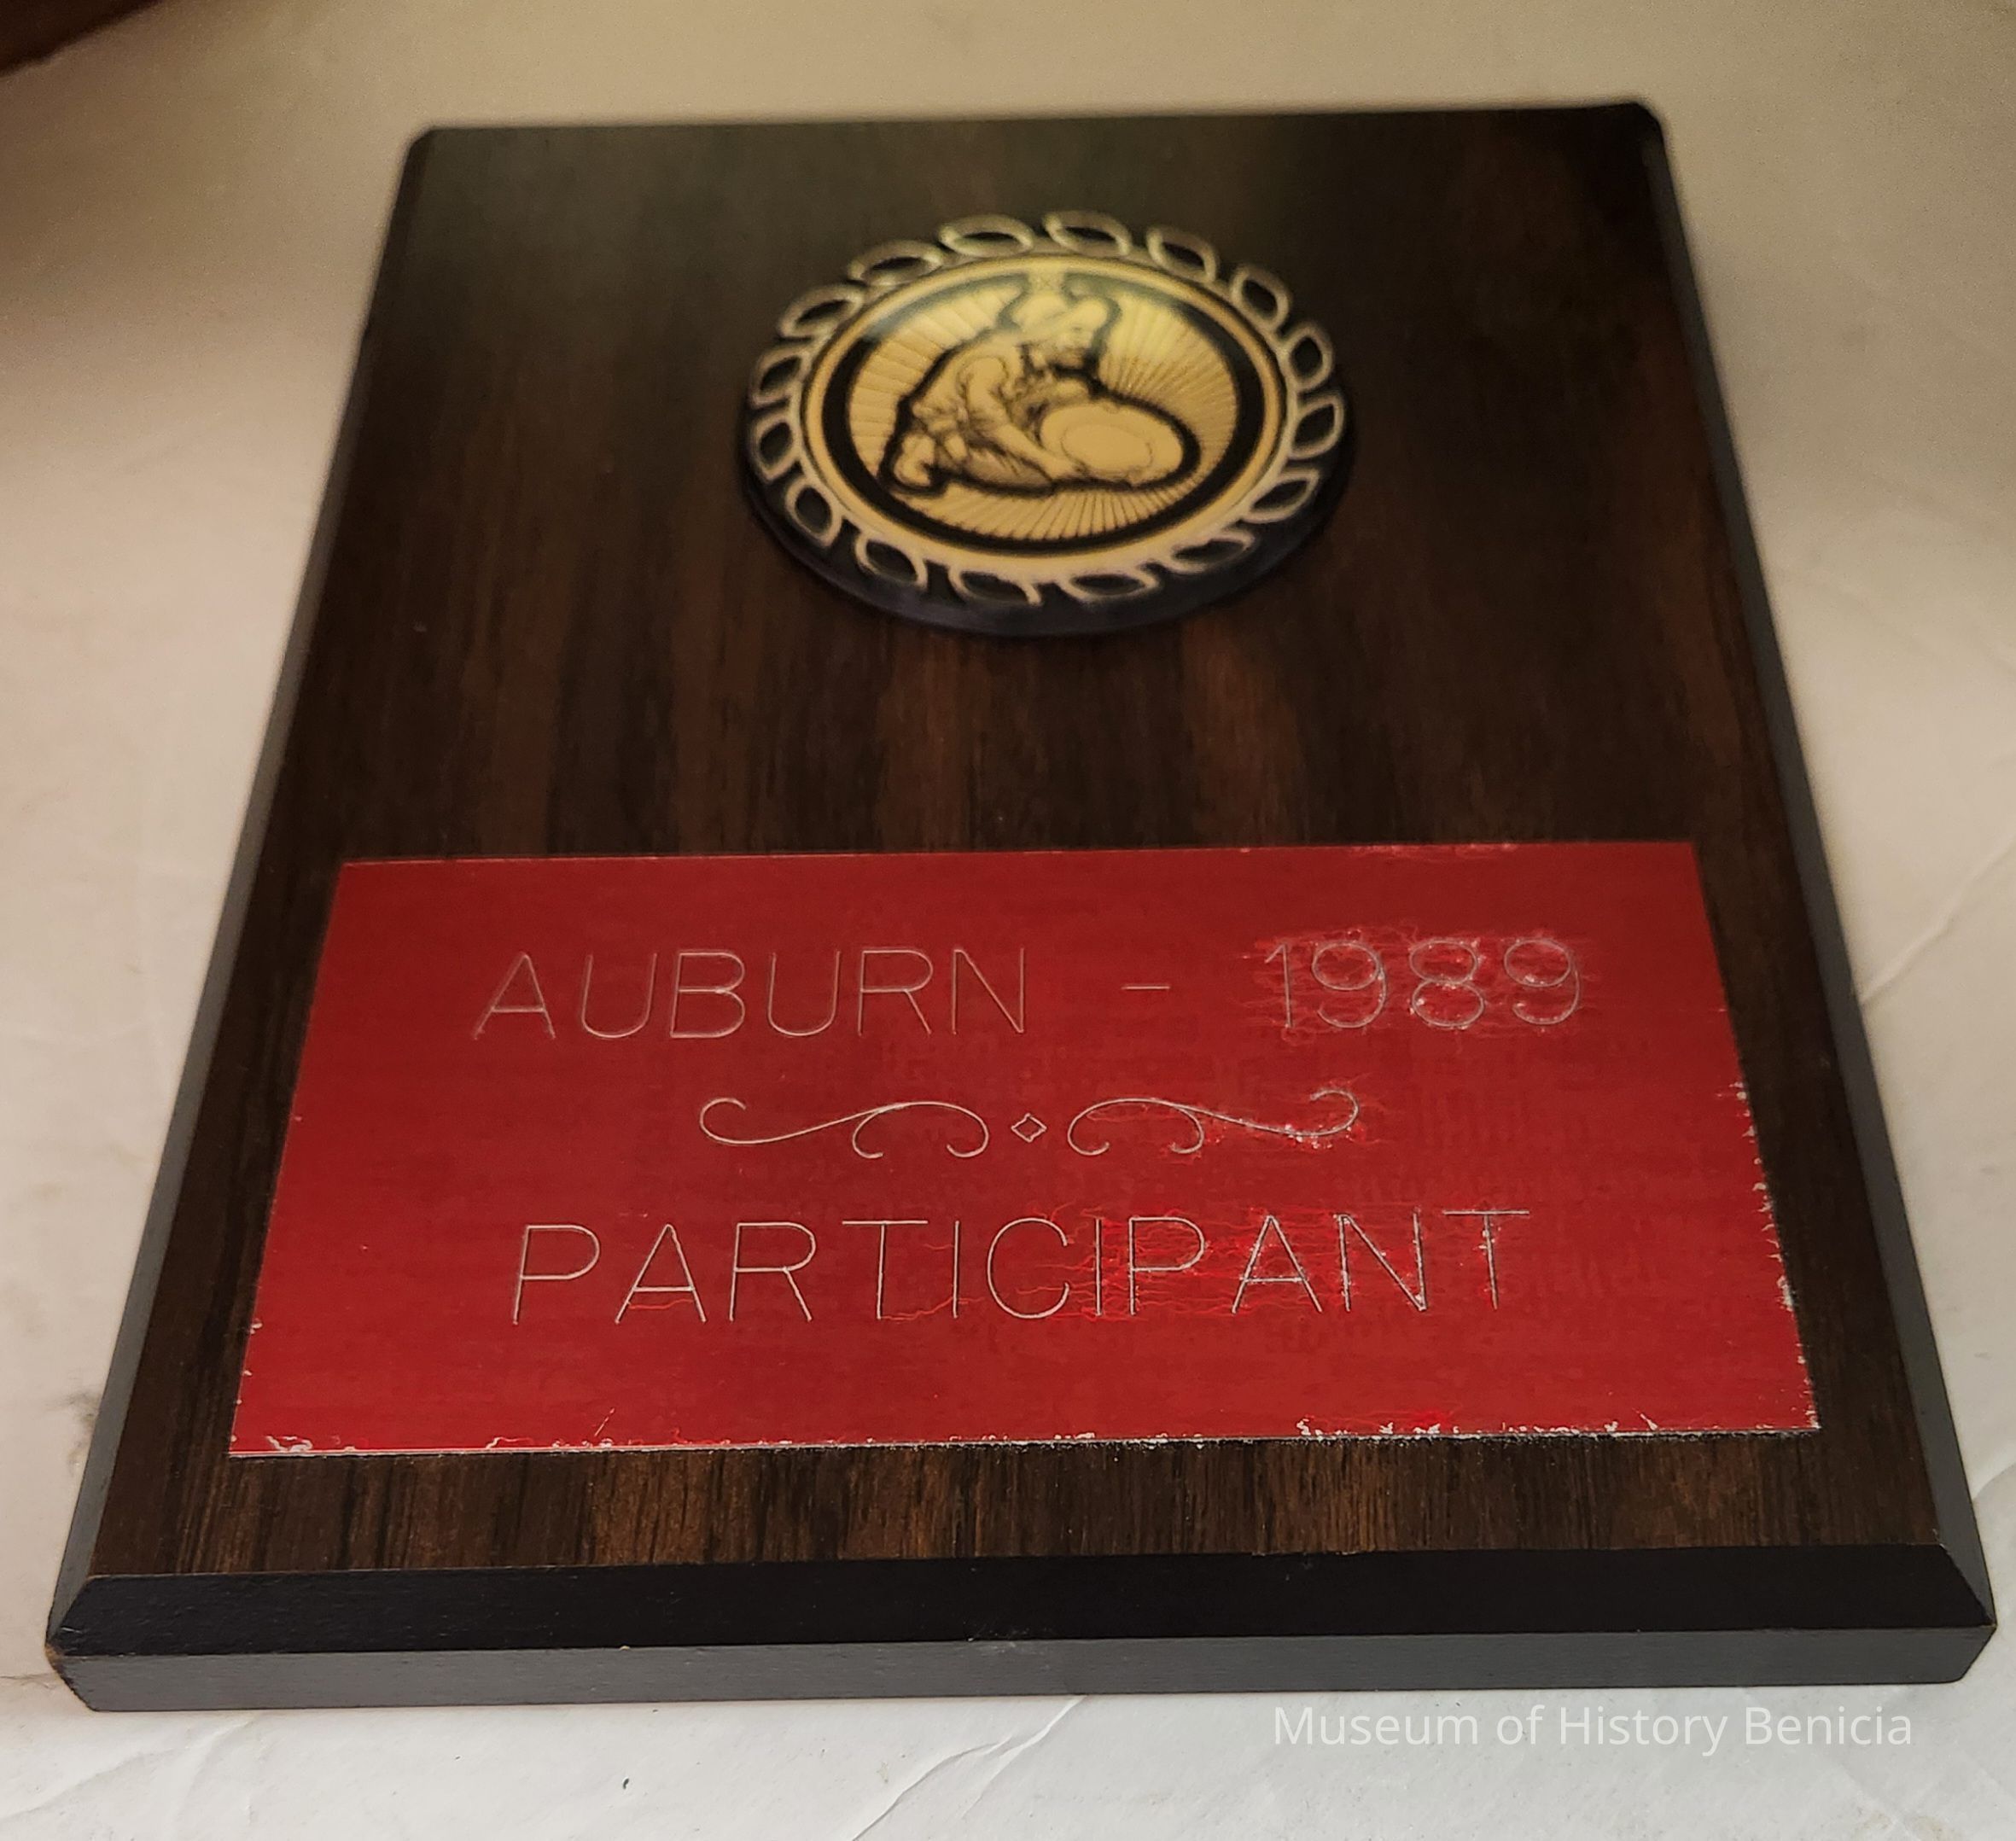 AUBURN - 1989
PARTICIPANT
Museum of History Benicia